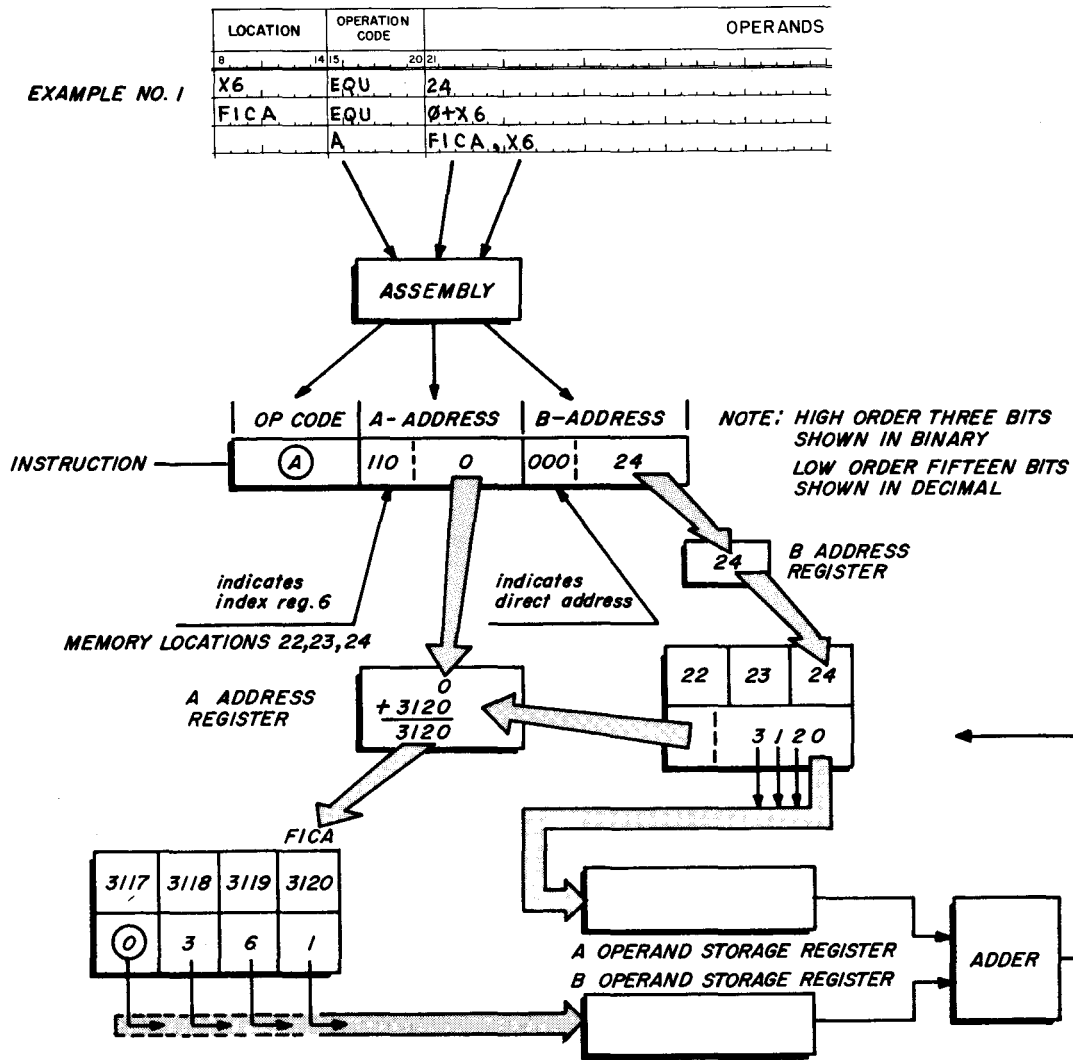 LOCATION OPERATION CODE OPERANDS
8 14 15 20 21
EXAMPLE NO. 1
X6 EQU 24
FICA EQU Ø+X6
A FICA,X6
ASSEMBLY
OP CODE A-ADDRESS B-ADDRESS
INSTRUCTION A 110 0 000 24
NOTE: HIGH ORDER THREE BITS
SHOWN IN BINARY
LOW ORDER FIFTEEN BITS
SHOWN IN DECIMAL
24
B ADDRESS
REGISTER
indicates
index reg. 6
indicates
direct address
MEMORY LOCATIONS 22,23,24
22 23 24
3120
A ADDRESS
REGISTER
0
+ 3120
3120
FICA
3117 3118 3119 3120
0 3 6 1
A OPERAND STORAGE REGISTER
B OPERAND STORAGE REGISTER
ADDER